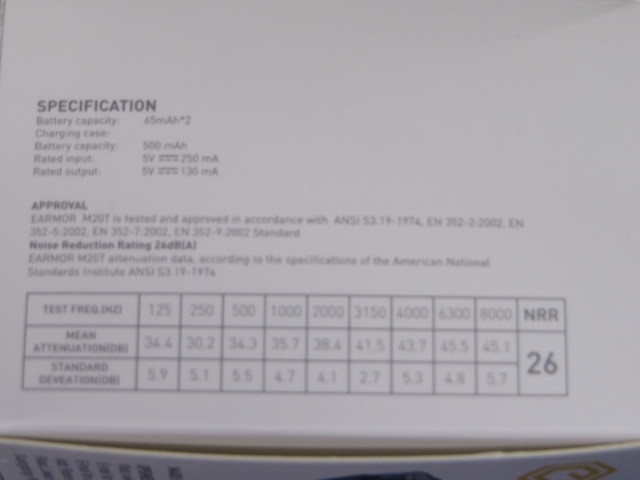 SPECIFICATION
Battery capacity: 65mAh*2
Charging case:
Battery capacity: 500 mAh
Rated input: 5V 250 mA
Rated output: 5V 130 mA
APPROVAL
EARMOR M20T is tested and approved in accordance with ANSI S3.19-1974, EN 352-2:2002, EN
352-5:2002, EN 352-7:2002, EN 352-9:2002 Standard
Noise Reduction Rating 26dB(A)
EARMOR M20T attenuation data, according to the specifications of the American National
Standards Institute ANSI S3.19-1974
TEST FREQ.(HZ) 125 250 500 1000 2000 3150 4000 6300 8000 NRR
MEAN
ATTENUATION(DB) 34.4 30.2 34.3 35.7 38.4 41.5 43.7 45.5 45.1
26
STANDARD
DEVEATION(DB) 5.9 5.1 5.5 4.7 4.1 2.7 5.3 4.8 5.7